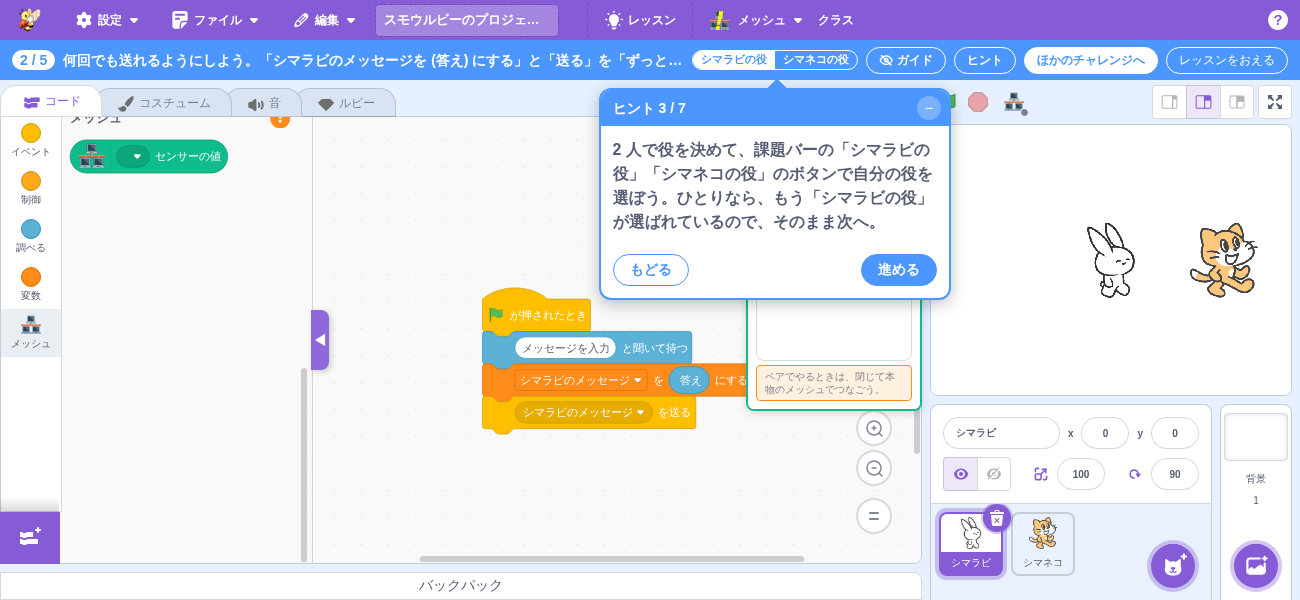 設定
ファイル
編集
スモウルビーのプロジェ…
レッスン
メッシュ
クラス
?
2 / 5
何回でも送れるようにしよう。「シマラビのメッセージを (答え) にする」と「送る」を「ずっと…
シマラビの役
シマネコの役
ガイド
ヒント
ほかのチャレンジへ
レッスンをおえる
コード
コスチューム
音
ルビー
イベント
制御
調べる
変数
メッシュ
メッシュ
センサーの値
ヒント 3 / 7
2 人で役を決めて、課題バーの「シマラビの
役」「シマネコの役」のボタンで自分の役を
選ぼう。ひとりなら、もう「シマラビの役」
が選ばれているので、そのまま次へ。
もどる
進める
が押されたとき
メッセージを入力 と聞いて待つ
シマラビのメッセージ を 答え にする
シマラビのメッセージ を送る
ペアでやるときは、閉じて本
物のメッシュでつなごう。
シマラビ
x
0
y
0
100
90
シマラビ
シマネコ
背景
1
バックパック